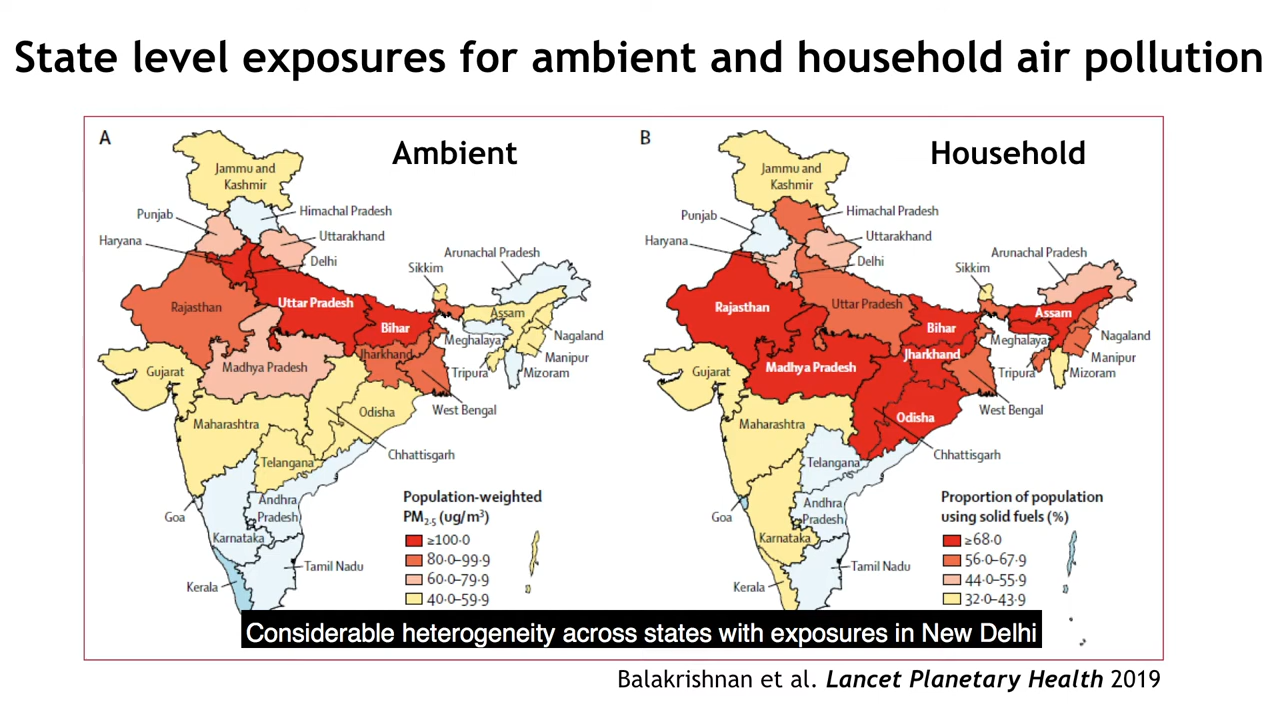 State level exposures for ambient and household air pollution
A
Ambient
Jammu and
Kashmir
Punjab
Himachal Pradesh
Haryana
Uttarakhand
Delhi
Arunachal Pradesh
Sikkim
Rajasthan
Uttar Pradesh
Bihar
Assam
Nagaland
Meghalaya
Manipur
Jharkhand
Tripura
Mizoram
Gujarat
Madhya Pradesh
West Bengal
Odisha
Maharashtra
Chhattisgarh
Telangana
Andhra
Pradesh
Goa
Karnataka
Tamil Nadu
Kerala
Population-weighted
PM2·5 (ug/m³)
≥100·0
80·0–99·9
60·0–79·9
40·0–59·9
B
Household
Jammu and
Kashmir
Punjab
Himachal Pradesh
Haryana
Uttarakhand
Delhi
Arunachal Pradesh
Sikkim
Rajasthan
Uttar Pradesh
Bihar
Assam
Nagaland
Meghalaya
Manipur
Jharkhand
Tripura
Mizoram
Gujarat
Madhya Pradesh
West Bengal
Odisha
Maharashtra
Chhattisgarh
Telangana
Andhra
Pradesh
Goa
Karnataka
Tamil Nadu
Kerala
Proportion of population
using solid fuels (%)
≥68·0
56·0–67·9
44·0–55·9
32·0–43·9
Considerable heterogeneity across states with exposures in New Delhi
Balakrishnan et al. Lancet Planetary Health 2019